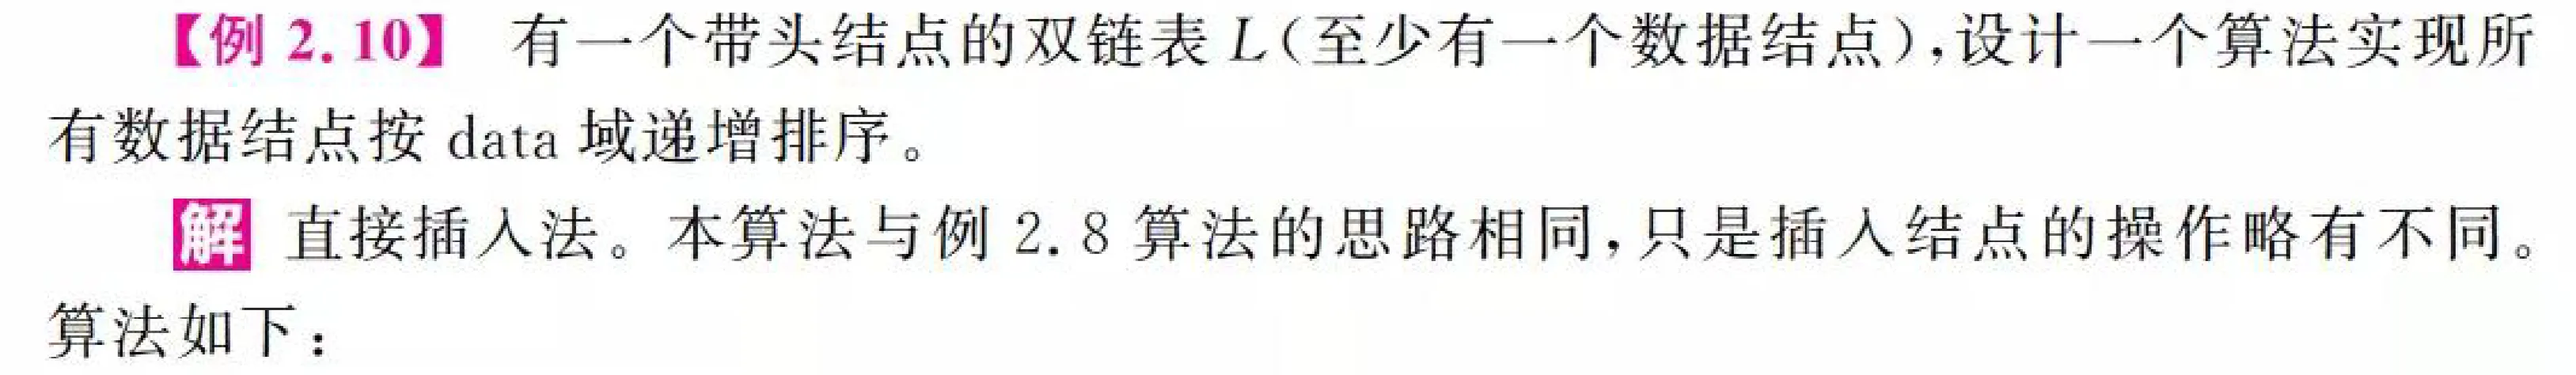 【例 2.10】 有一个带头结点的双链表 L(至少有一个数据结点),设计一个算法实现所
有数据结点按 data 域递增排序。
解 直接插入法。本算法与例 2.8 算法的思路相同,只是插入结点的操作略有不同。
算法如下: